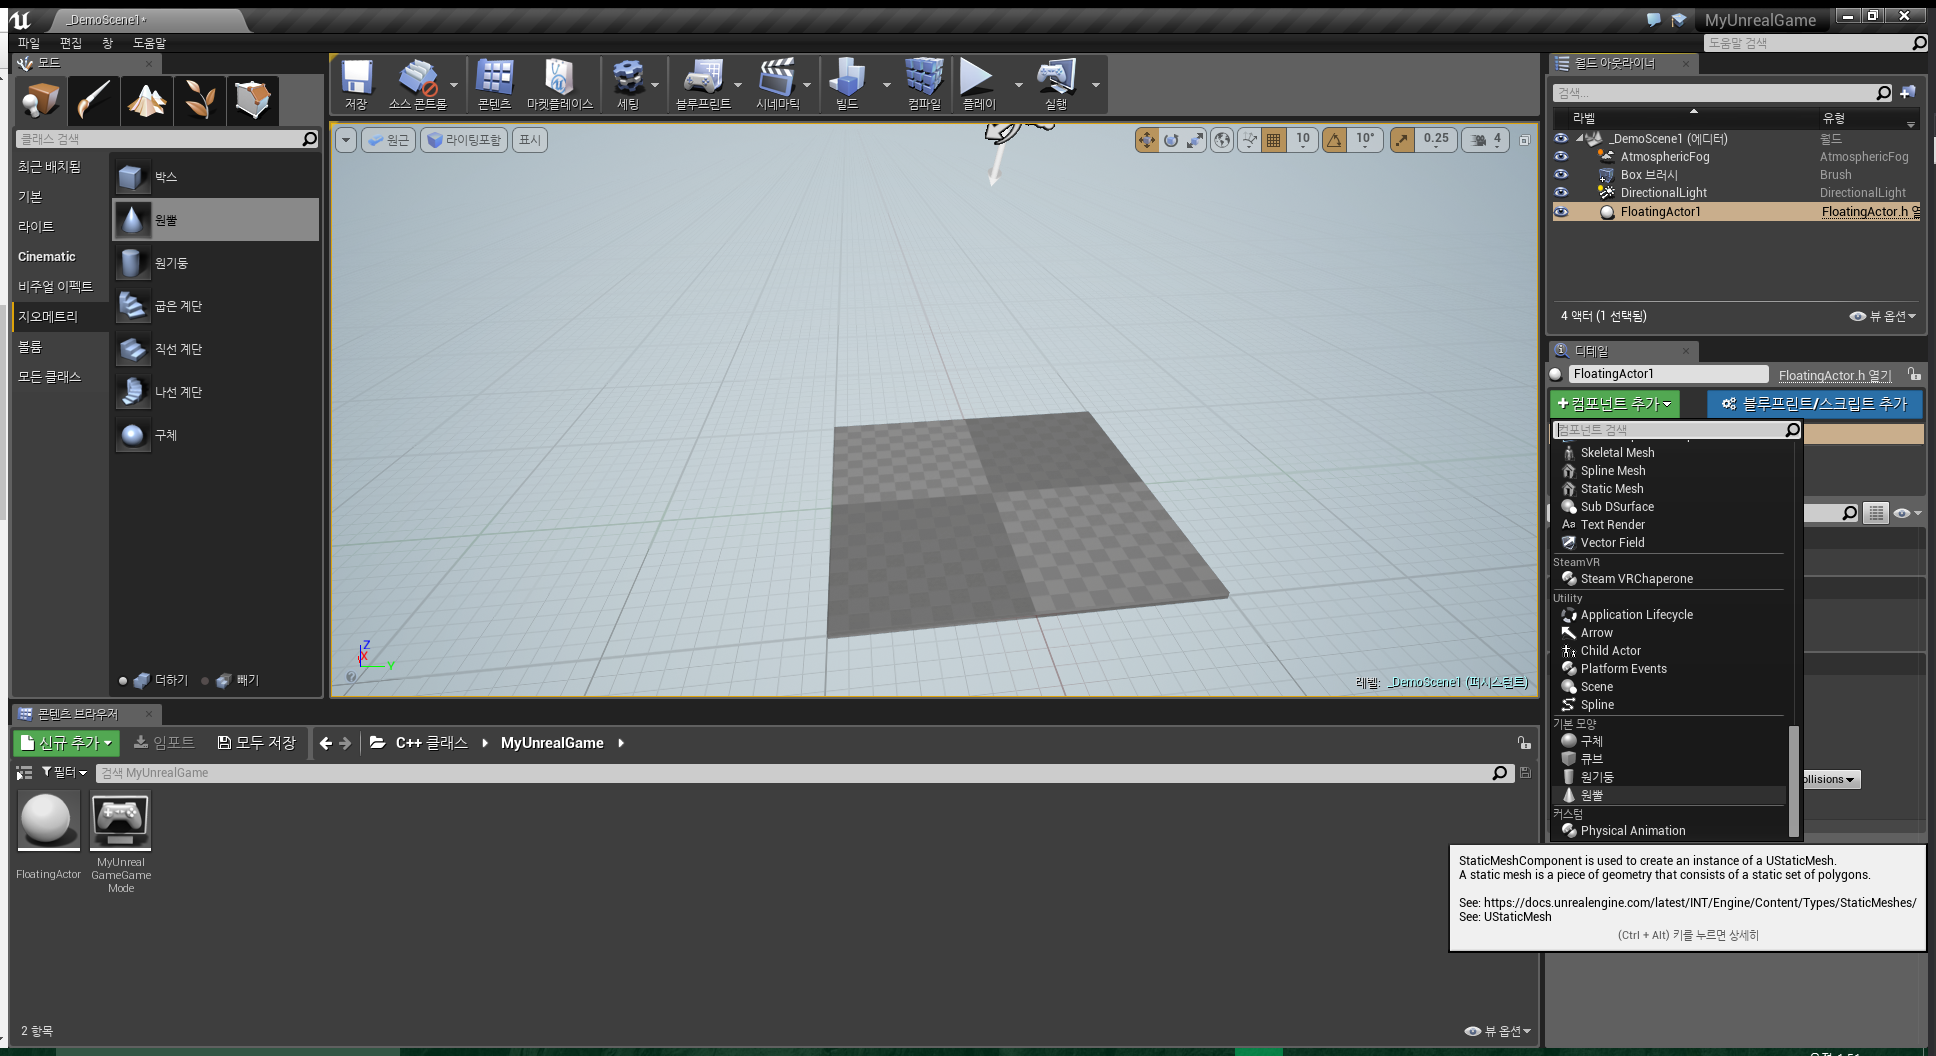 _DemoScene1*
MyUnrealGame
파일 편집 창 도움말
도움말 검색
모드
클래스 검색
최근 배치됨
기본
라이트
Cinematic
비주얼 이펙트
지오메트리
볼륨
모든 클래스
박스
원뿔
원기둥
굽은 계단
직선 계단
나선 계단
구체
더하기 빼기
저장
소스 콘트롤
콘텐츠
마켓플레이스
세팅
블루프린트
시네마틱
빌드
컴파일
플레이
실행
원근 라이팅포함 표시
10 10° 0.25 4
Z
X
Y
레벨: _DemoScene1 (퍼시스턴트)
월드 아웃라이너
검색...
라벨 유형
_DemoScene1 (에디터) 월드
AtmosphericFog AtmosphericFog
Box 브러시 Brush
DirectionalLight DirectionalLight
FloatingActor1 FloatingActor.h 열
4 액터 (1 선택됨) 뷰 옵션
디테일
FloatingActor1 FloatingActor.h 열기
+컴포넌트 추가 블루프린트/스크립트 추가
컴포넌트 검색
Skeletal Mesh
Spline Mesh
Static Mesh
Sub DSurface
Text Render
Vector Field
SteamVR
Steam VRChaperone
Utility
Application Lifecycle
Arrow
Child Actor
Platform Events
Scene
Spline
기본 모양
구체
큐브
원기둥
원뿔
커스텀
Physical Animation
ollisions
StaticMeshComponent is used to create an instance of a UStaticMesh.
A static mesh is a piece of geometry that consists of a static set of polygons.
See: https://docs.unrealengine.com/latest/INT/Engine/Content/Types/StaticMeshes/
See: UStaticMesh
(Ctrl + Alt) 키를 누르면 상세히
콘텐츠 브라우저
신규 추가 임포트 모두 저장 C++ 클래스 MyUnrealGame
필터 검색 MyUnrealGame
FloatingActor
MyUnreal
GameGame
Mode
2 항목 뷰 옵션